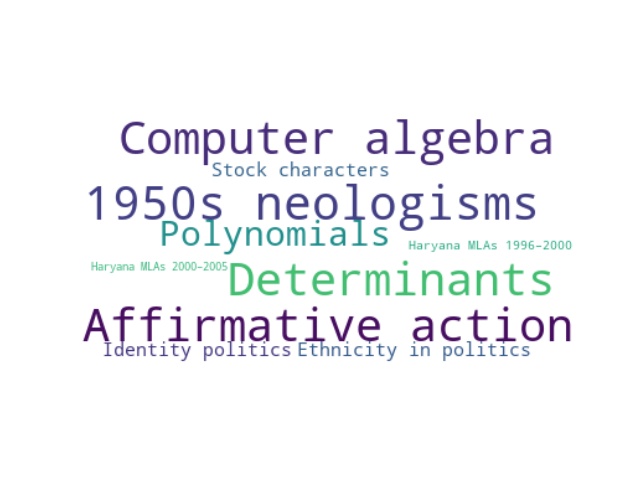 Computer algebra
Stock characters
1950s neologisms
Polynomials
Haryana MLAs 1996–2000
Haryana MLAs 2000–2005
Determinants
Affirmative action
Identity politics
Ethnicity in politics